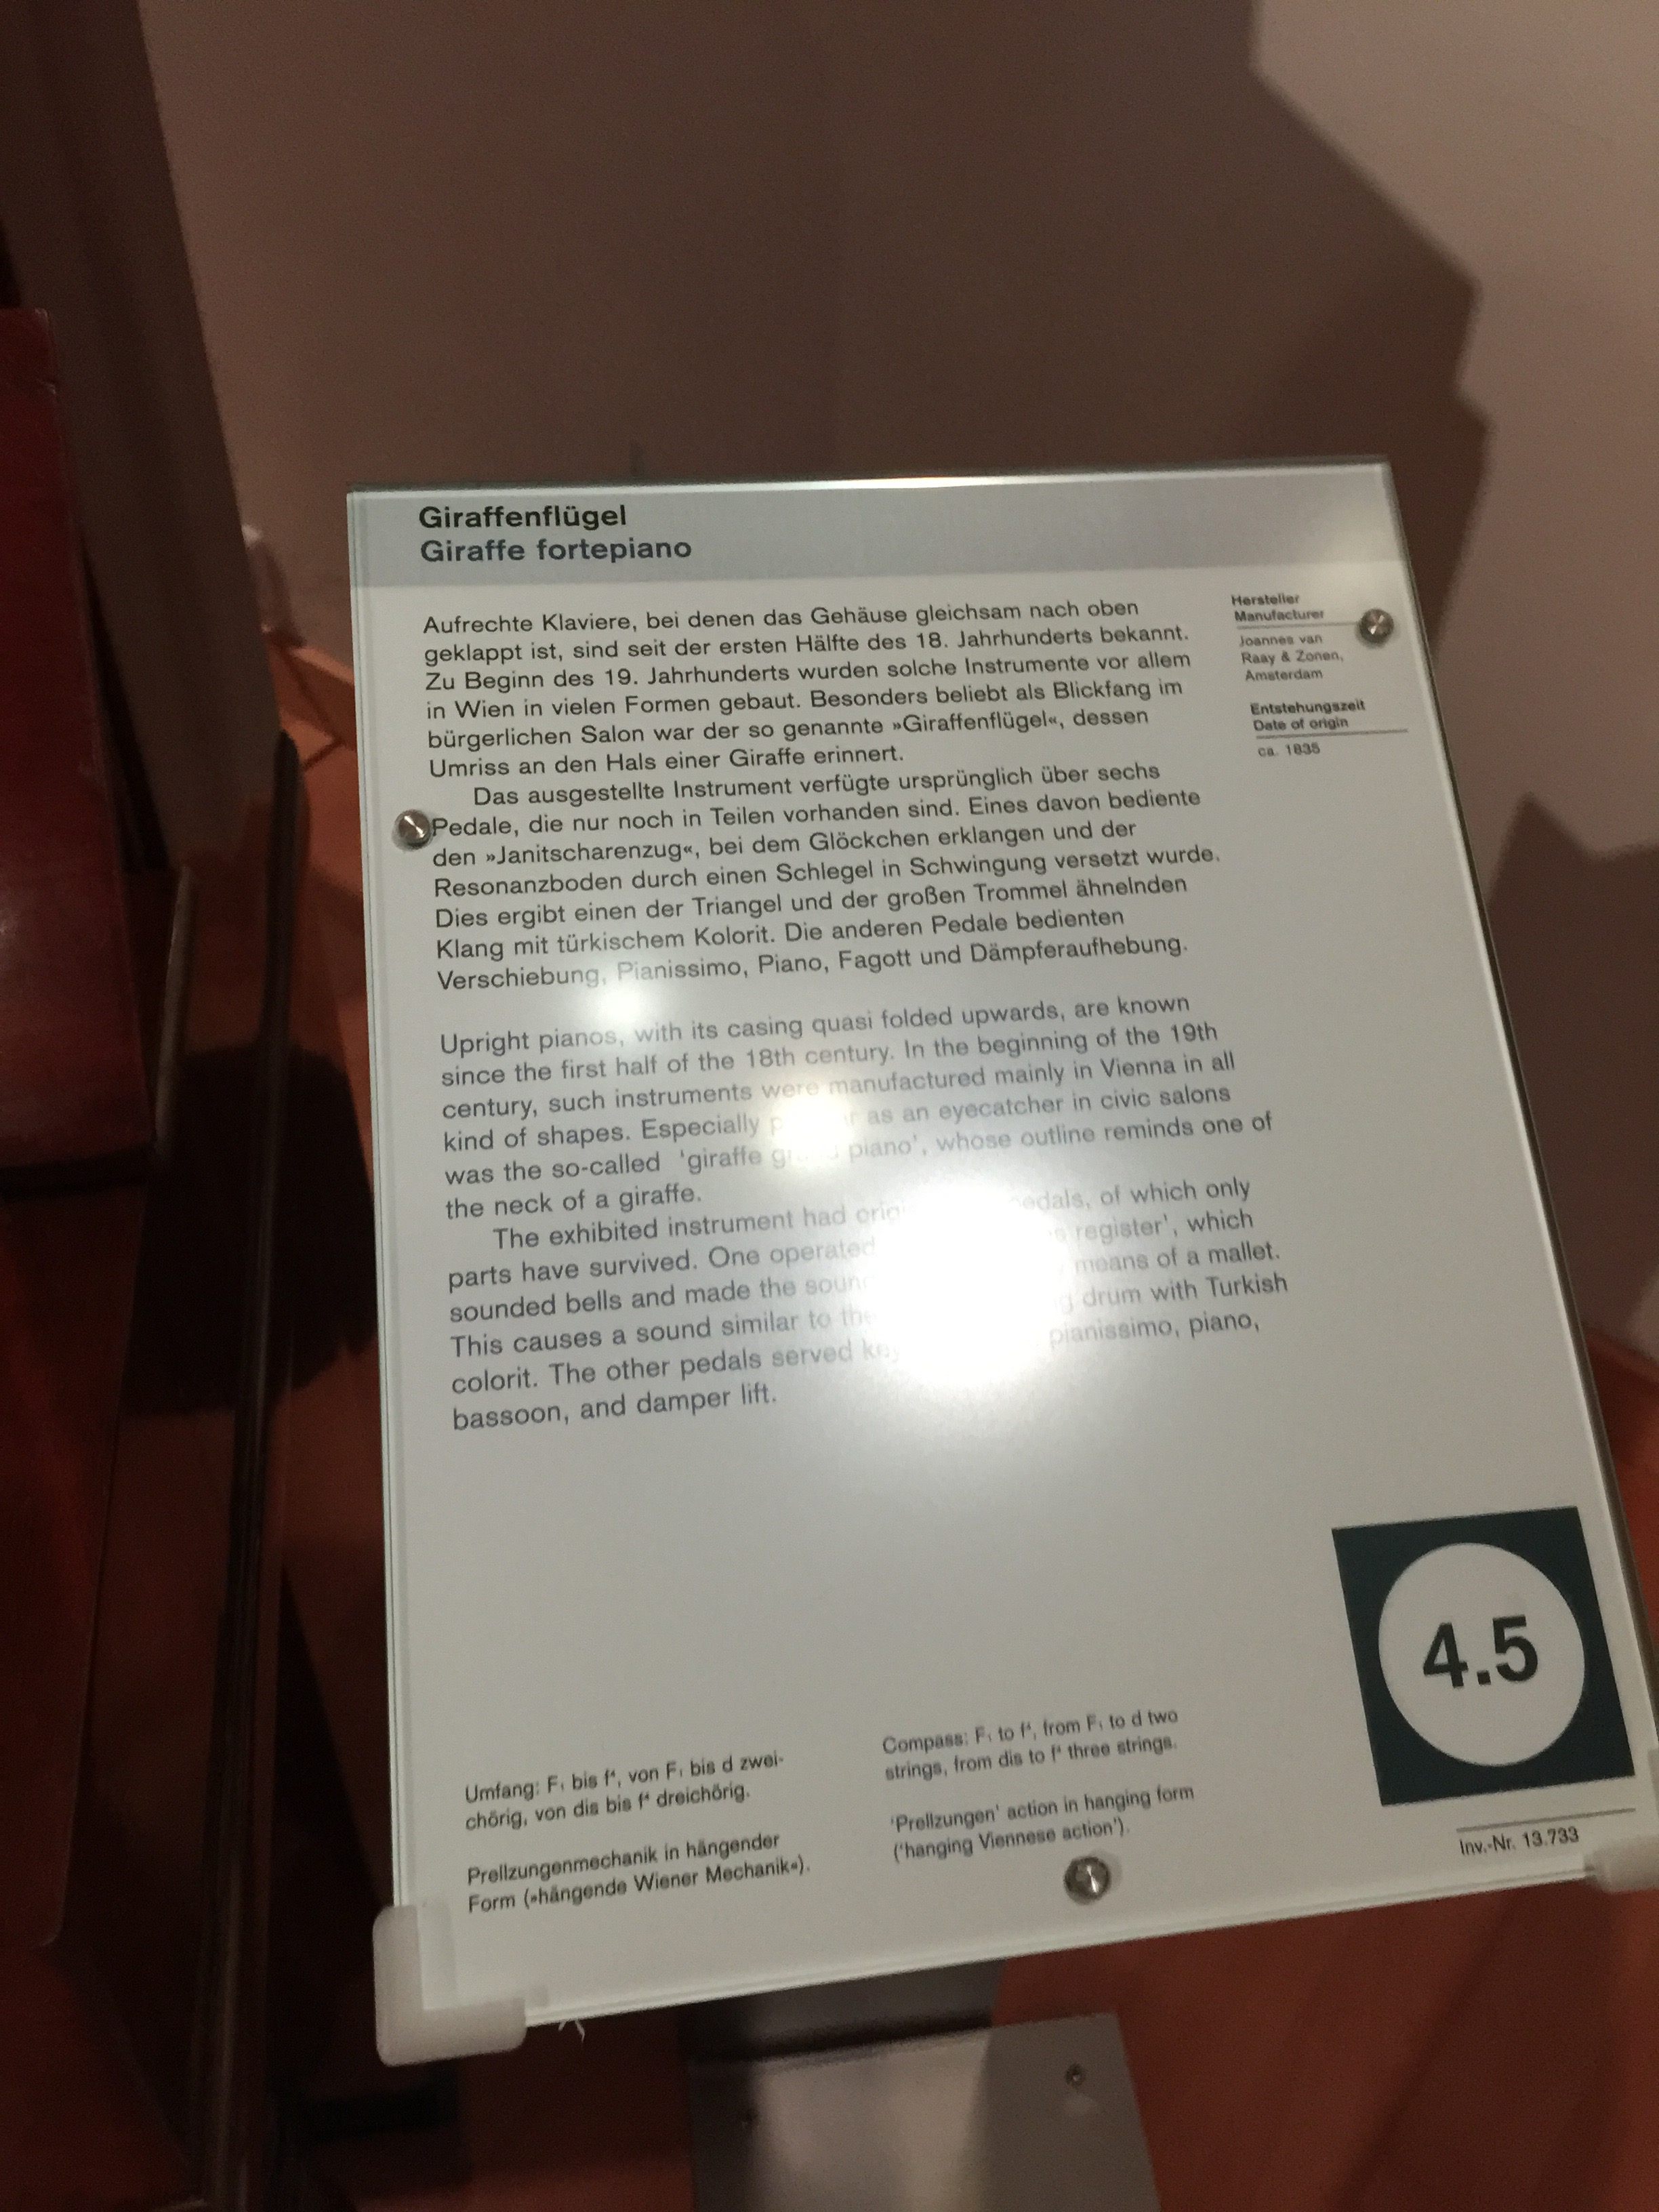 Giraffenflügel
Giraffe fortepiano
Aufrechte Klaviere, bei denen das Gehäuse gleichsam nach oben
geklappt ist, sind seit der ersten Hälfte des 18. Jahrhunderts bekannt.
Zu Beginn des 19. Jahrhunderts wurden solche Instrumente vor allem
in Wien in vielen Formen gebaut. Besonders beliebt als Blickfang im
bürgerlichen Salon war der so genannte »Giraffenflügel«, dessen
Umriss an den Hals einer Giraffe erinnert.
Das ausgestellte Instrument verfügte ursprünglich über sechs
Pedale, die nur noch in Teilen vorhanden sind. Eines davon bediente
den »Janitscharenzug«, bei dem Glöckchen erklangen und der
Resonanzboden durch einen Schlegel in Schwingung versetzt wurde.
Dies ergibt einen der Triangel und der großen Trommel ähnelnden
Klang mit türkischem Kolorit. Die anderen Pedale bedienten
Verschiebung, Pianissimo, Piano, Fagott und Dämpferaufhebung.
Upright pianos, with its casing quasi folded upwards, are known
since the first half of the 18th century. In the beginning of the 19th
century, such instruments were manufactured mainly in Vienna in all
kind of shapes. Especially as an eyecatcher in civic salons
was the so-called 'giraffe piano', whose outline reminds one of
the neck of a giraffe.
The exhibited instrument had of which only
parts have survived. One operated register', which
sounded bells and made the means of a mallet.
This causes a sound similar to the drum with Turkish
colorit. The other pedals served pianissimo, piano,
bassoon, and damper lift.
Hersteller
Manufacturer
Joannes van
Raay & Zonen,
Amsterdam
Entstehungszeit
Date of origin
ca. 1835
4.5
Umfang: F₁ bis f⁴, von F₁ bis d zwei-
chörig, von dis bis f⁴ dreichörig.
Prellzungenmechanik in hängender
Form (»hängende Wiener Mechanik«).
Compass: F₁ to f⁴, from F₁ to d two
strings, from dis to f⁴ three strings.
'Prellzungen' action in hanging form
('hanging Viennese action').
Inv.-Nr. 13.733